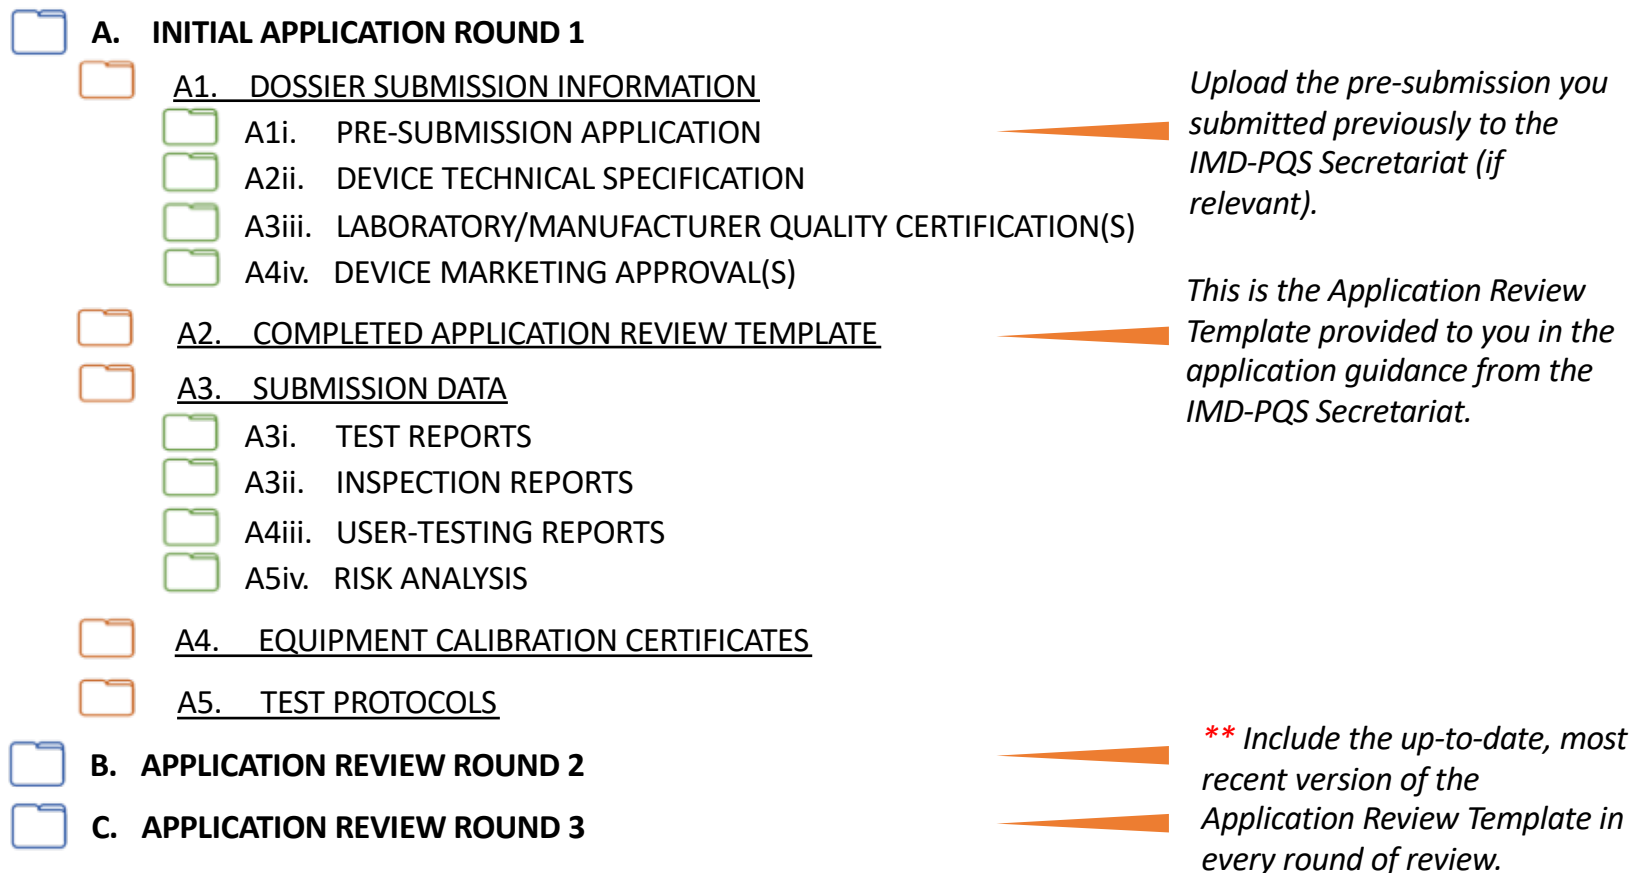 A. INITIAL APPLICATION ROUND 1
A1. DOSSIER SUBMISSION INFORMATION
A1i. PRE-SUBMISSION APPLICATION
A2ii. DEVICE TECHNICAL SPECIFICATION
A3iii. LABORATORY/MANUFACTURER QUALITY CERTIFICATION(S)
A4iv. DEVICE MARKETING APPROVAL(S)
Upload the pre-submission you
submitted previously to the
IMD-PQS Secretariat (if
relevant).
A2. COMPLETED APPLICATION REVIEW TEMPLATE
This is the Application Review
Template provided to you in the
application guidance from the
IMD-PQS Secretariat.
A3. SUBMISSION DATA
A3i. TEST REPORTS
A3ii. INSPECTION REPORTS
A4iii. USER-TESTING REPORTS
A5iv. RISK ANALYSIS
A4. EQUIPMENT CALIBRATION CERTIFICATES
A5. TEST PROTOCOLS
B. APPLICATION REVIEW ROUND 2
C. APPLICATION REVIEW ROUND 3
** Include the up-to-date, most
recent version of the
Application Review Template in
every round of review.